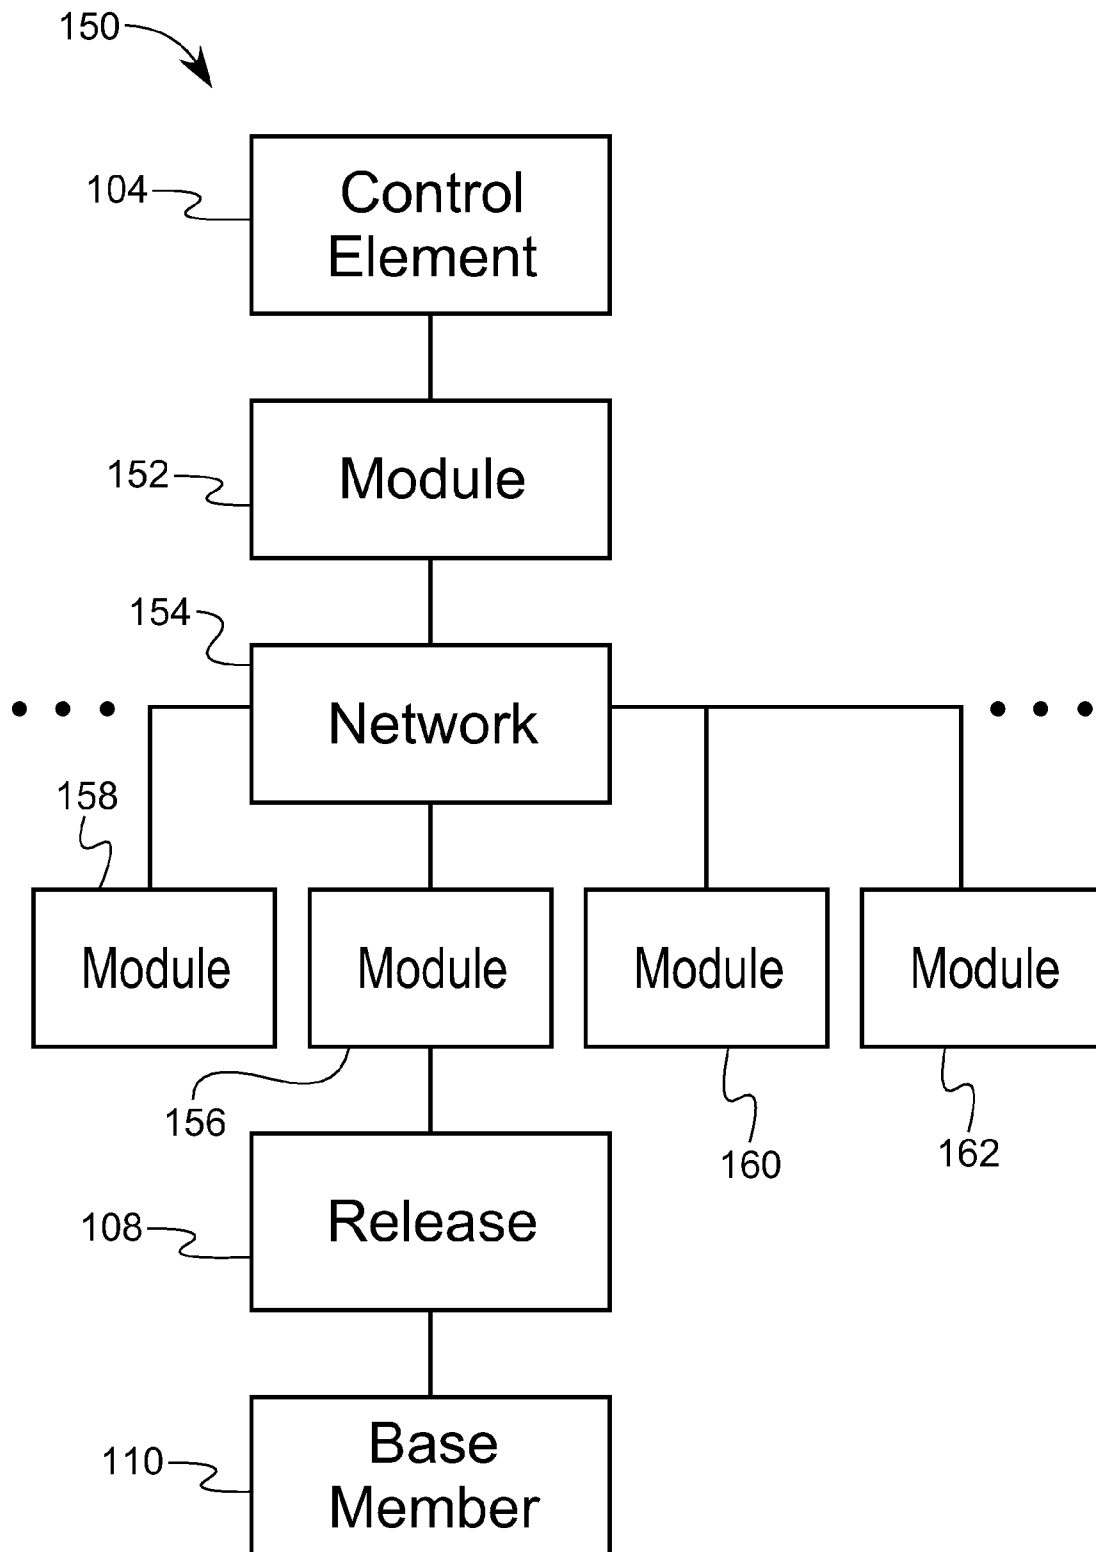 150
104
Control
Element
152
Module
154
Network
158
Module
Module
Module
Module
156
160
162
108
Release
110
Base
Member